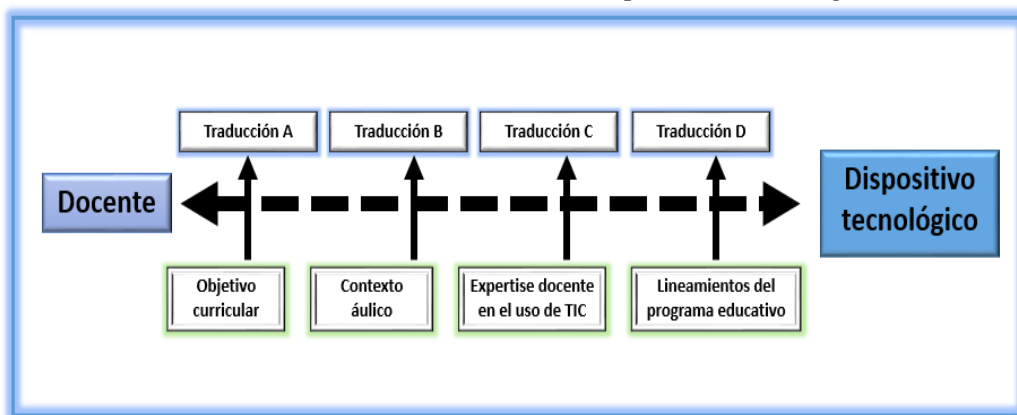 Traducción A
Traducción B
Traducción C
Traducción D
Docente
Dispositivo
tecnológico
Objetivo
curricular
Contexto
áulico
Expertise docente
en el uso de TIC
Lineamientos del
programa educativo